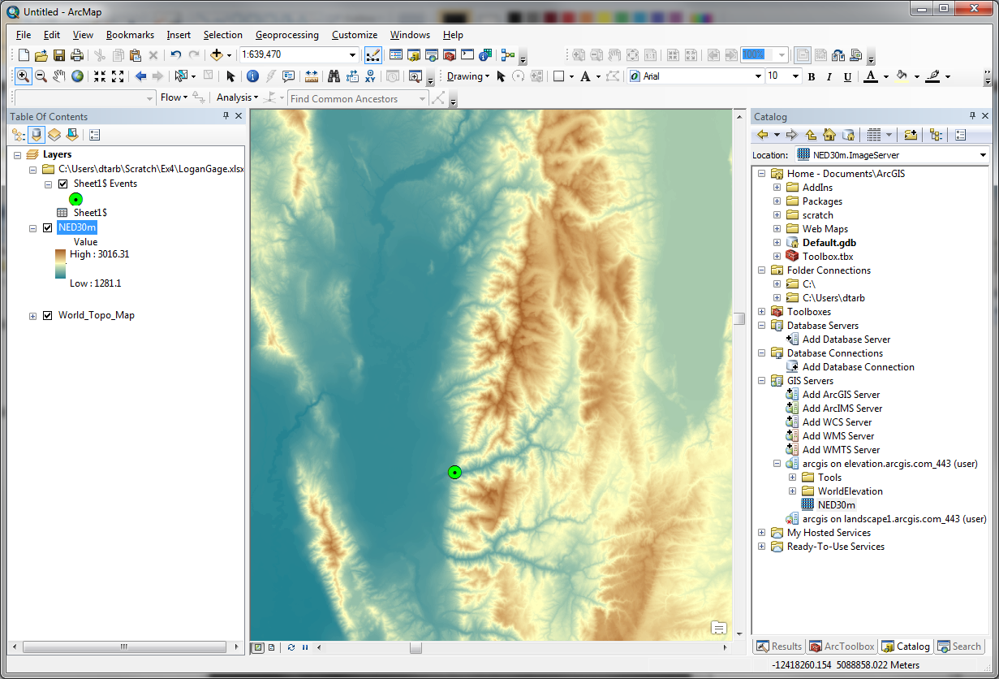 Untitled - ArcMap
File Edit View Bookmarks Insert Selection Geoprocessing Customize Windows Help
1:639,470
100%
Drawing A Arial 10 B I U A
Flow Analysis Find Common Ancestors
Table Of Contents
Layers
C:\Users\dtarb\Scratch\Ex4\LoganGage.xlsx
Sheet1$ Events
Sheet1$
NED30m
Value
High : 3016.31
Low : 1281.1
World_Topo_Map
Catalog
Location: NED30m.ImageServer
Home - Documents\ArcGIS
AddIns
Packages
scratch
Web Maps
Default.gdb
Toolbox.tbx
Folder Connections
C:\
C:\Users\dtarb
Toolboxes
Database Servers
Add Database Server
Database Connections
Add Database Connection
GIS Servers
Add ArcGIS Server
Add ArcIMS Server
Add WCS Server
Add WMS Server
Add WMTS Server
arcgis on elevation.arcgis.com_443 (user)
Tools
WorldElevation
NED30m
arcgis on landscape1.arcgis.com_443 (user)
My Hosted Services
Ready-To-Use Services
Results ArcToolbox Catalog Search
-12418260.154 5088858.022 Meters